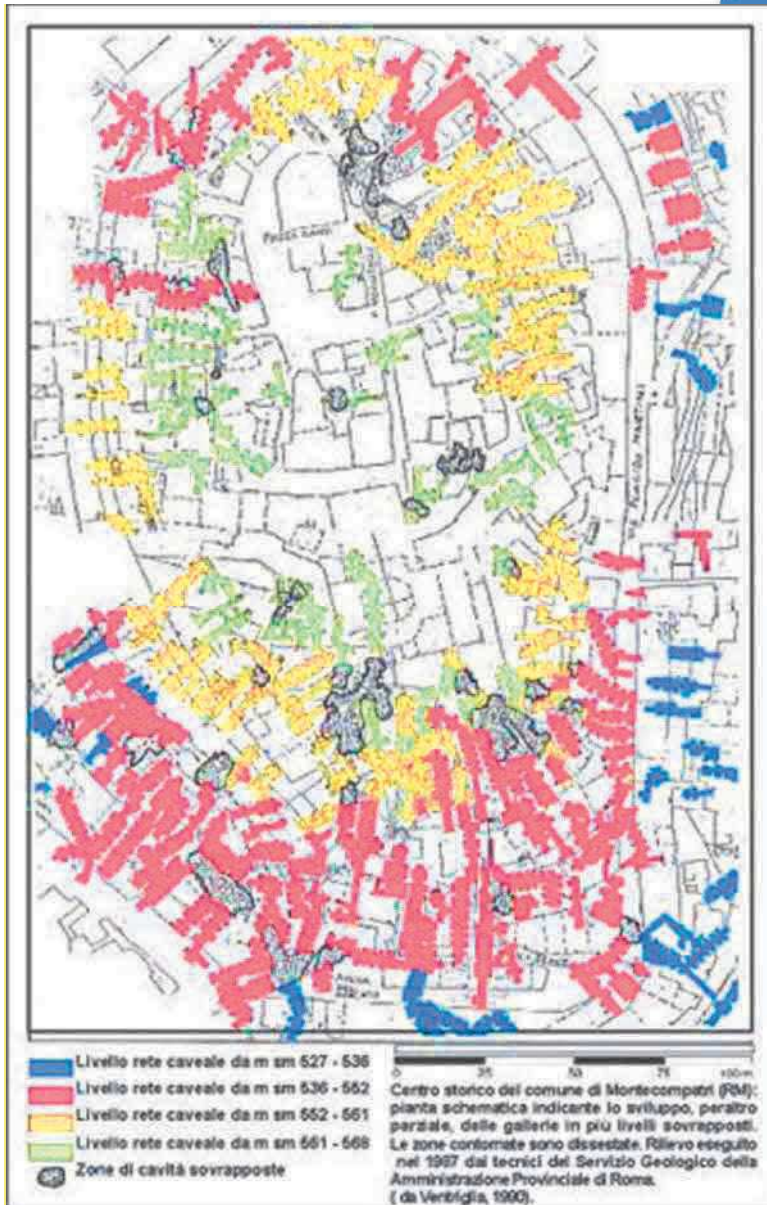 VIA PLACIDO MARTINI
Livello rete caveale da m sm 527 - 536
Livello rete caveale da m sm 536 - 552
Livello rete caveale da m sm 552 - 561
Livello rete caveale da m sm 561 - 568
Zone di cavità sovrapposte
0 25 50 75 100 m
Centro storico del comune di Montecompatri (RM):
pianta schematica indicante lo sviluppo, peraltro
parziale, delle gallerie in più livelli sovrapposti.
Le zone contornate sono dissestate. Rilievo eseguito
nel 1987 dai tecnici del Servizio Geologico della
Amministrazione Provinciale di Roma.
( da Ventriglia, 1990).